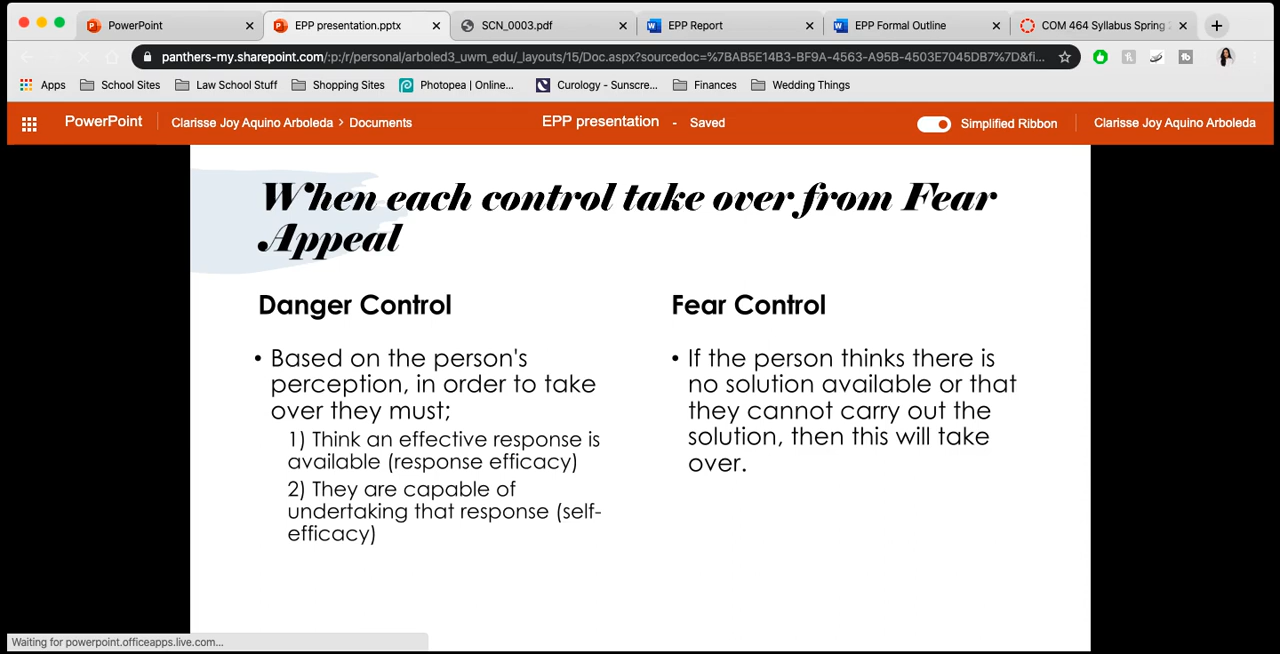 PowerPoint
EPP presentation.pptx
SCN_0003.pdf
EPP Report
EPP Formal Outline
COM 464 Syllabus Spring
panthers-my.sharepoint.com/:p:/r/personal/arboled3_uwm_edu/_layouts/15/Doc.aspx?sourcedoc=%7BAB5E14B3-BF9A-4563-A95B-4503E7045DB7%7D&fi...
Apps School Sites Law School Stuff Shopping Sites Photopea | Online... Curology - Sunscre... Finances Wedding Things
PowerPoint Clarisse Joy Aquino Arboleda > Documents EPP presentation - Saved Simplified Ribbon Clarisse Joy Aquino Arboleda
When each control take over from Fear
Appeal
Danger Control
• Based on the person's
perception, in order to take
over they must;
1) Think an effective response is
available (response efficacy)
2) They are capable of
undertaking that response (self-
efficacy)
Fear Control
• If the person thinks there is
no solution available or that
they cannot carry out the
solution, then this will take
over.
Waiting for powerpoint.officeapps.live.com...